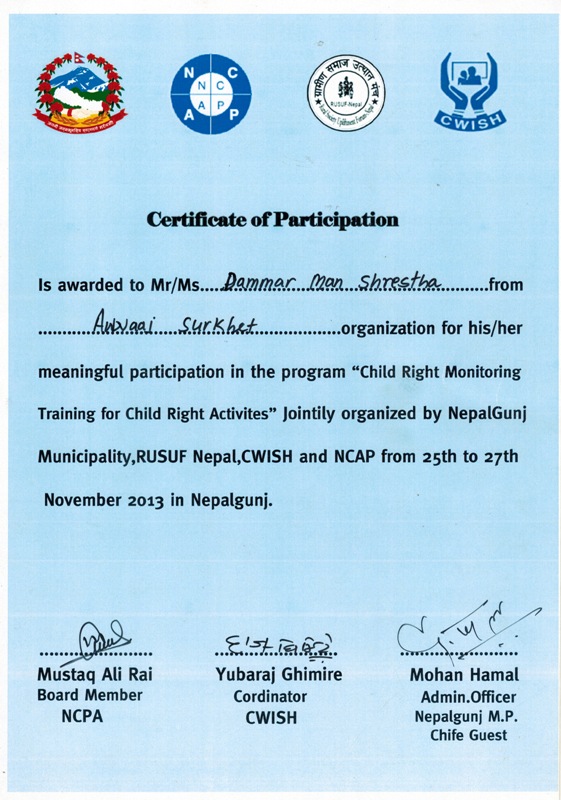 N C
N C
A P
A P
ग्रामीण समाज उत्थान मंच
RUSUF-Nepal
CWISH
Certificate of Participation
Is awarded to Mr/Ms.....Dammar Man Shrestha..........from
...........Awaaj Surkhet.................organization for his/her
meaningful participation in the program “Child Right Monitoring
Training for Child Right Activites” Jointily organized by NepalGunj
Municipality,RUSUF Nepal,CWISH and NCAP from 25th to 27th
November 2013 in Nepalgunj.
Mustaq Ali Rai
Board Member
NCPA
Yubaraj Ghimire
Cordinator
CWISH
Mohan Hamal
Admin.Officer
Nepalgunj M.P.
Chife Guest